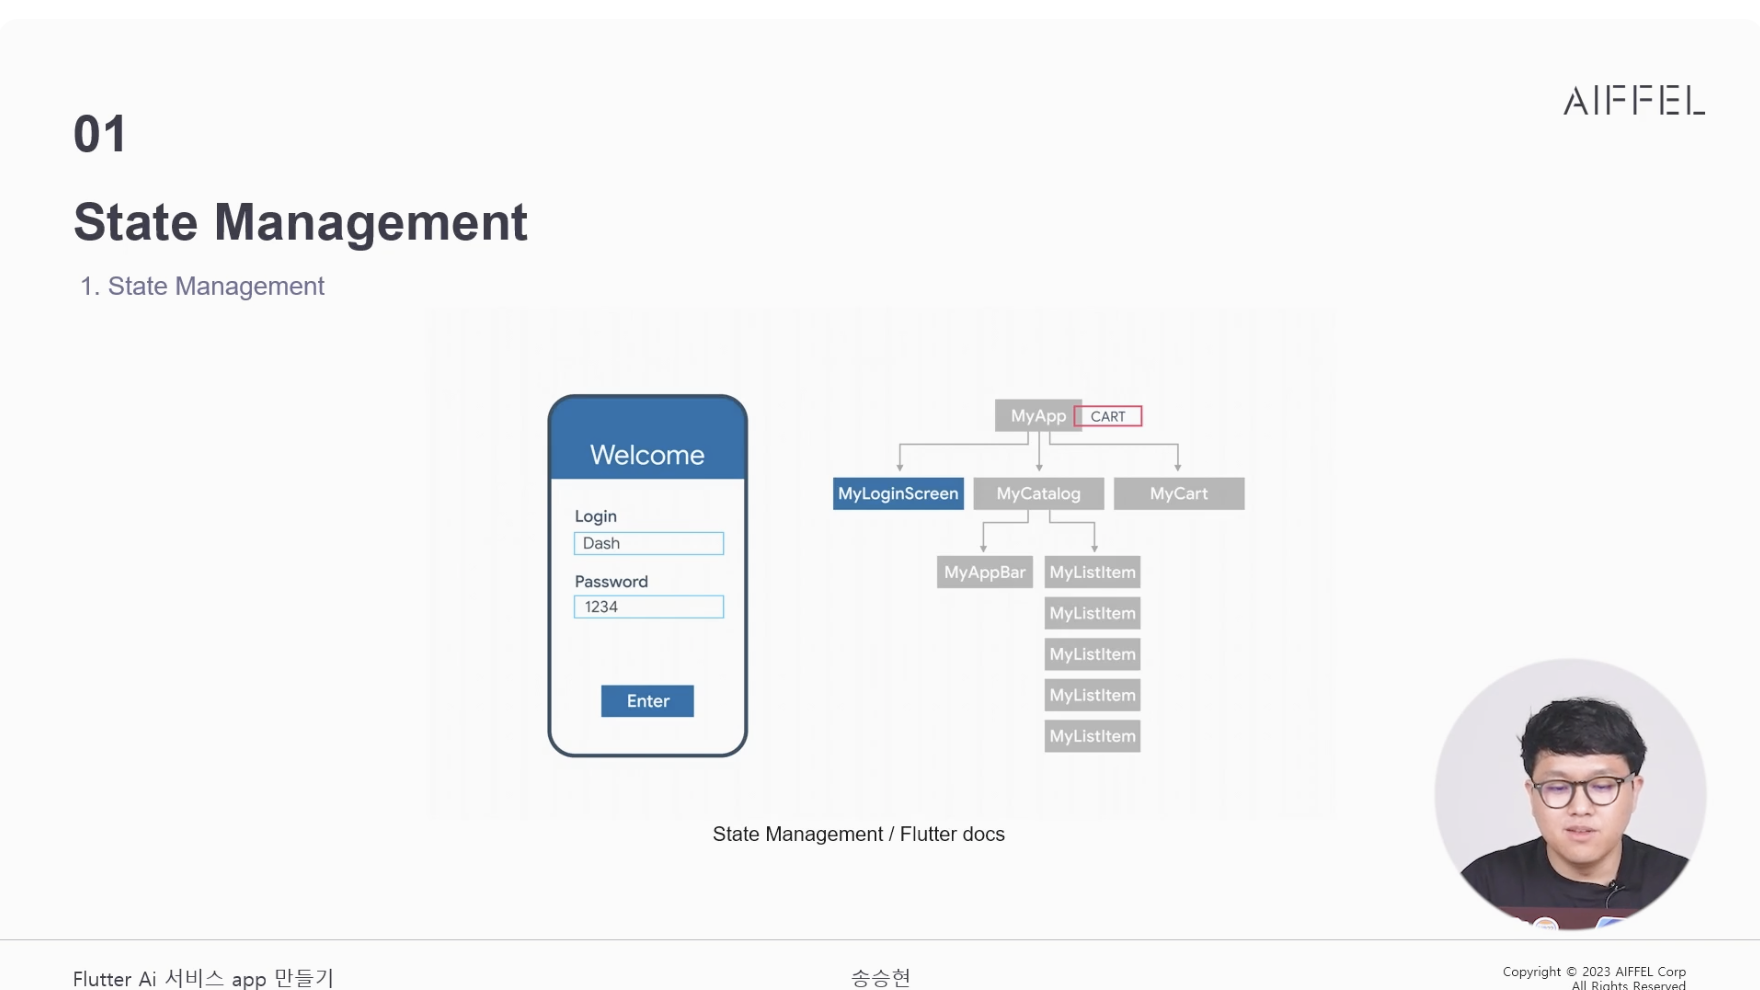 AIFFEL
01
State Management
1. State Management
Welcome
Login
Dash
Password
1234
Enter
MyApp
CART
MyLoginScreen
MyCatalog
MyCart
MyAppBar
MyListItem
MyListItem
MyListItem
MyListItem
MyListItem
State Management / Flutter docs
Flutter Ai 서비스 app 만들기
송승현
Copyright © 2023 AIFFEL Corp
All Rights Reserved